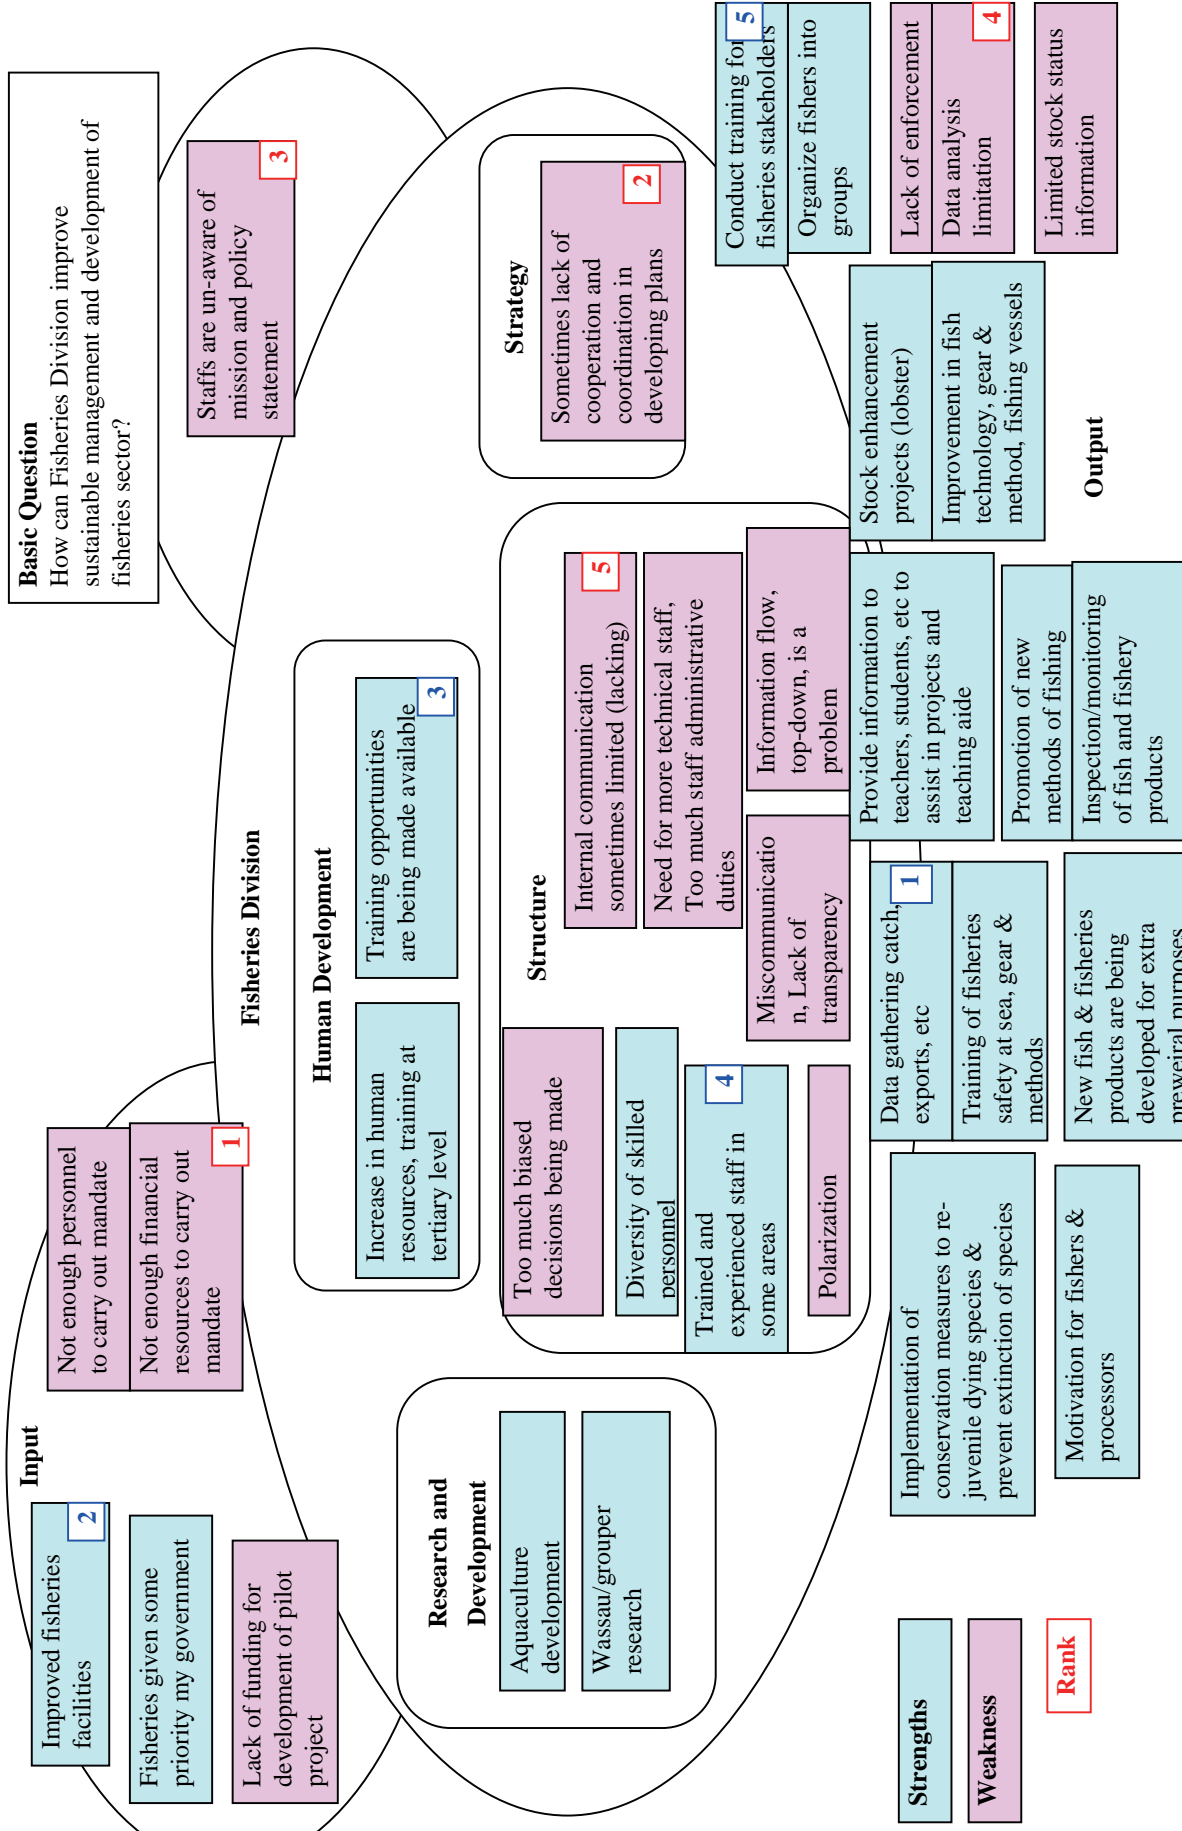 Basic Question
How can Fisheries Division improve
sustainable management and development of
fisheries sector?
Input
Improved fisheries
facilities
2
Fisheries given some
priority my government
Lack of funding for
development of pilot
project
Not enough personnel
to carry out mandate
Not enough financial
resources to carry out
mandate
1
Staffs are un-aware of
mission and policy
statement
3
Fisheries Division
Human Development
Increase in human
resources, training at
tertiary level
Training opportunities
are being made available
3
Research and
Development
Aquaculture
development
Wassau/grouper
research
Structure
Too much biased
decisions being made
Diversity of skilled
personnel
Trained and
experienced staff in
some areas
4
Polarization
Internal communication
sometimes limited (lacking)
5
Need for more technical staff,
Too much staff administrative
duties
Miscommunicatio
n, Lack of
transparency
Information flow,
top-down, is a
problem
Strategy
Sometimes lack of
cooperation and
coordination in
developing plans
2
Conduct training for
fisheries stakeholders
5
Organize fishers into
groups
Lack of enforcement
Data analysis
limitation
4
Limited stock status
information
Stock enhancement
projects (lobster)
Improvement in fish
technology, gear &
method, fishing vessels
Output
Provide information to
teachers, students, etc to
assist in projects and
teaching aide
Promotion of new
methods of fishing
Inspection/monitoring
of fish and fishery
products
Data gathering catch,
exports, etc
1
Training of fisheries
safety at sea, gear &
methods
New fish & fisheries
products are being
developed for extra
preweiral purposes
Implementation of
conservation measures to re-
juvenile dying species &
prevent extinction of species
Motivation for fishers &
processors
Strengths
Weakness
Rank